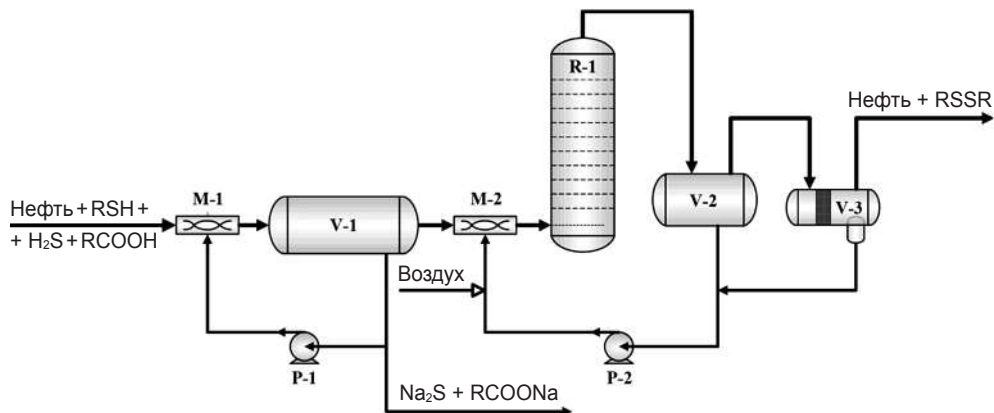 R-1
Нефть + RSSR
M-1
M-2
V-2
V-3
Нефть + RSH +
+ H₂S + RCOOH
V-1
Воздух
P-1
P-2
Na₂S + RCOONa